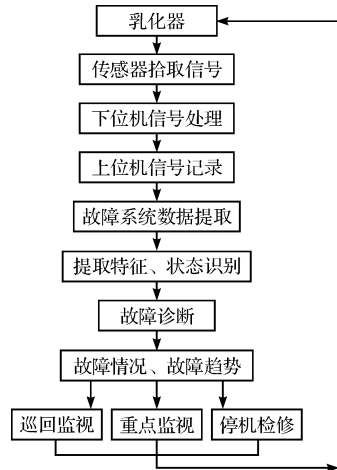 乳化器
传感器拾取信号
下位机信号处理
上位机信号记录
故障系统数据提取
提取特征、状态识别
故障诊断
故障情况、故障趋势
巡回监视
重点监视
停机检修